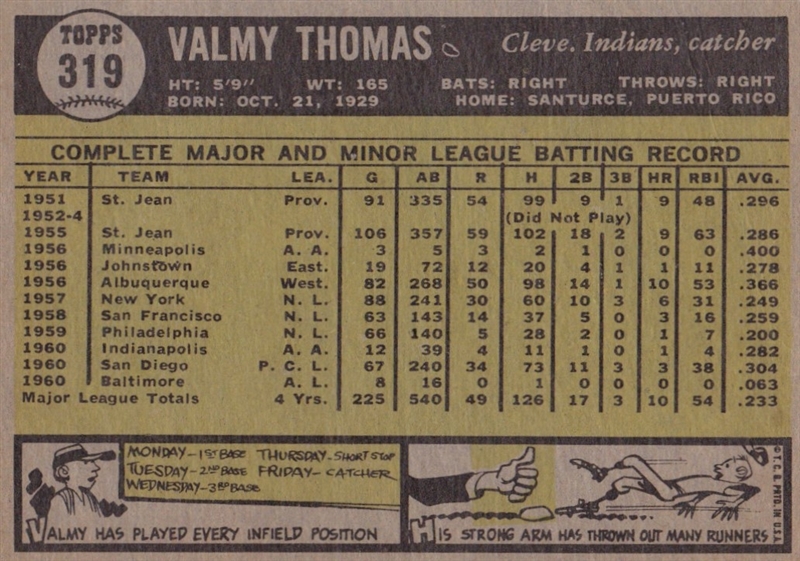 TOPPS
319
VALMY THOMAS
Cleve. Indians, catcher
HT: 5'9" WT: 165 BATS: RIGHT THROWS: RIGHT
BORN: OCT. 21, 1929 HOME: SANTURCE, PUERTO RICO
COMPLETE MAJOR AND MINOR LEAGUE BATTING RECORD
YEAR TEAM LEA. G AB R H 2B 3B HR RBI AVG.
1951 St. Jean Prov. 91 335 54 99 9 1 9 48 .296
1952-4 (Did Not Play)
1955 St. Jean Prov. 106 357 59 102 18 2 9 63 .286
1956 Minneapolis A. A. 3 5 3 2 1 0 0 0 .400
1956 Johnstown East. 19 72 12 20 4 1 1 11 .278
1956 Albuquerque West. 82 268 50 98 14 1 10 53 .366
1957 New York N. L. 88 241 30 60 10 3 6 31 .249
1958 San Francisco N. L. 63 143 14 37 5 0 3 16 .259
1959 Philadelphia N. L. 66 140 5 28 2 0 1 7 .200
1960 Indianapolis A. A. 12 39 4 11 1 0 1 4 .282
1960 San Diego P. C. L. 67 240 34 73 11 3 3 38 .304
1960 Baltimore A. L. 8 16 0 1 0 0 0 0 .063
Major League Totals 4 Yrs. 225 540 49 126 17 3 10 54 .233
MONDAY - 1ST BASE THURSDAY - SHORT STOP
TUESDAY - 2ND BASE FRIDAY - CATCHER
WEDNESDAY - 3RD BASE
VALMY HAS PLAYED EVERY INFIELD POSITION
HIS STRONG ARM HAS THROWN OUT MANY RUNNERS
© T. C. G. PRTD. IN U.S.A.